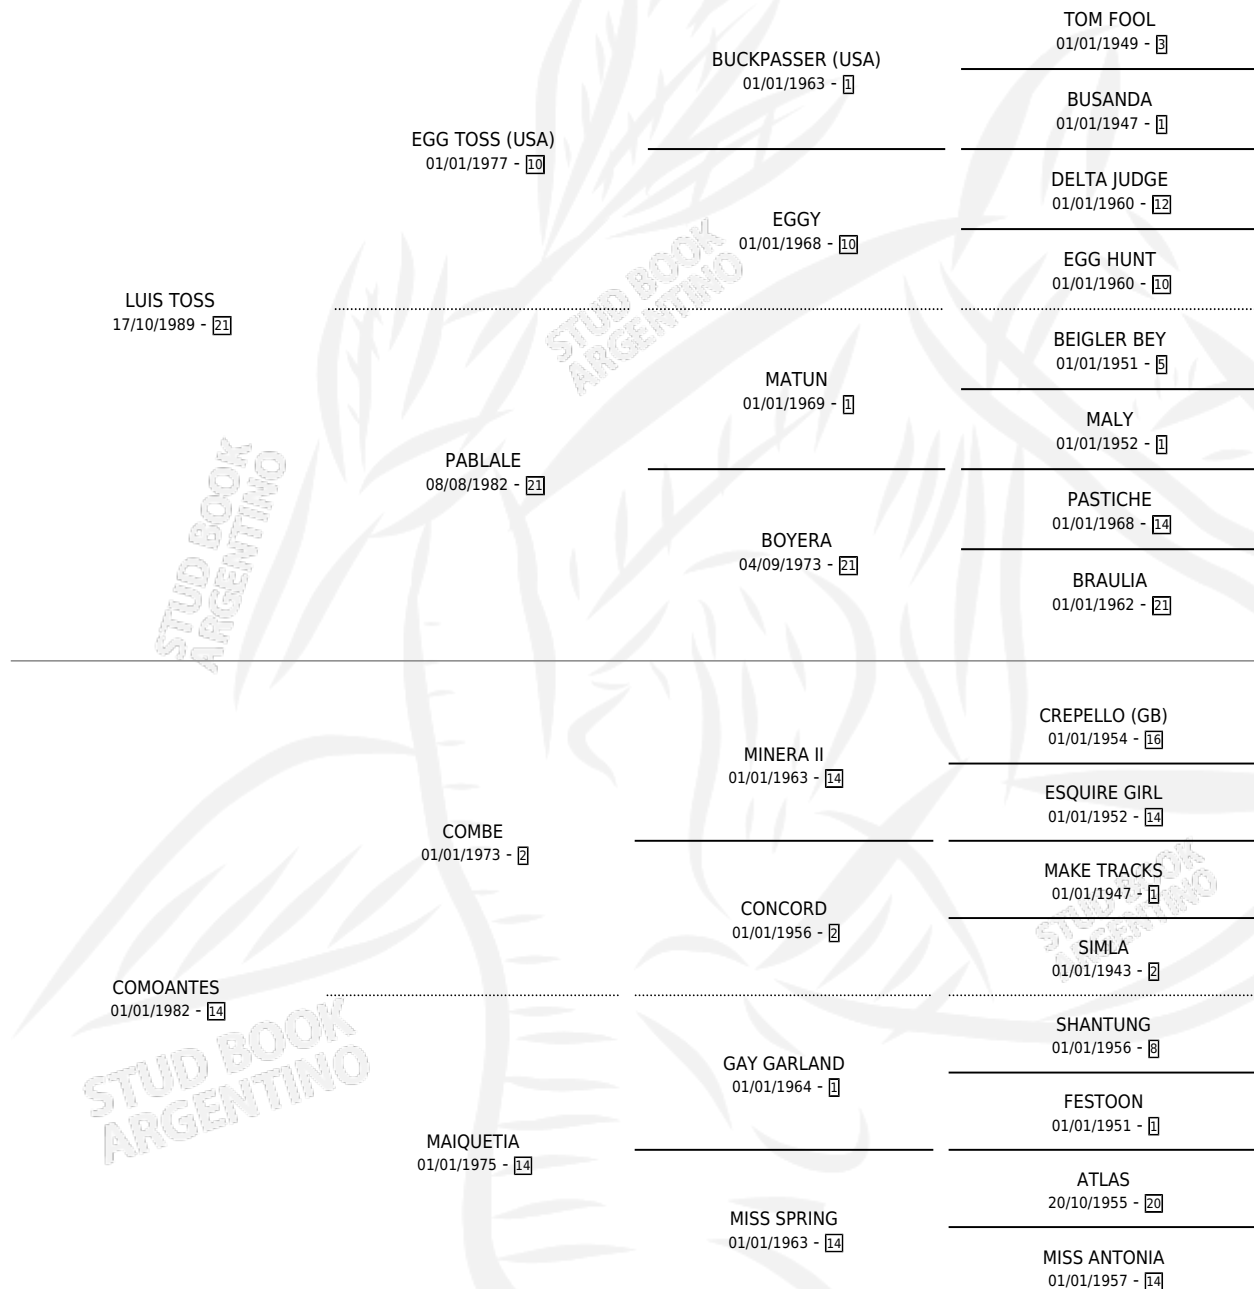 LUIS TOSS
17/10/1989 - 21
EGG TOSS (USA)
01/01/1977 - 10
BUCKPASSER (USA)
01/01/1963 - 1
TOM FOOL
01/01/1949 - 3
BUSANDA
01/01/1947 - 1
EGGY
01/01/1968 - 10
DELTA JUDGE
01/01/1960 - 12
EGG HUNT
01/01/1960 - 10
PABLALE
08/08/1982 - 21
MATUN
01/01/1969 - 1
BEIGLER BEY
01/01/1951 - 5
MALY
01/01/1952 - 1
BOYERA
04/09/1973 - 21
PASTICHE
01/01/1968 - 14
BRAULIA
01/01/1962 - 21
COMOANTES
01/01/1982 - 14
COMBE
01/01/1973 - 2
MINERA II
01/01/1963 - 14
CREPELLO (GB)
01/01/1954 - 16
ESQUIRE GIRL
01/01/1952 - 14
CONCORD
01/01/1956 - 2
MAKE TRACKS
01/01/1947 - 1
SIMLA
01/01/1943 - 2
MAIQUETIA
01/01/1975 - 14
GAY GARLAND
01/01/1964 - 1
SHANTUNG
01/01/1956 - 8
FESTOON
01/01/1951 - 1
MISS SPRING
01/01/1963 - 14
ATLAS
20/10/1955 - 20
MISS ANTONIA
01/01/1957 - 14
STUD BOOK
ARGENTINO
STUD BOOK
ARGENTINO
STUD BOOK
ARGENTINO
STUD BOOK
ARGENTINO